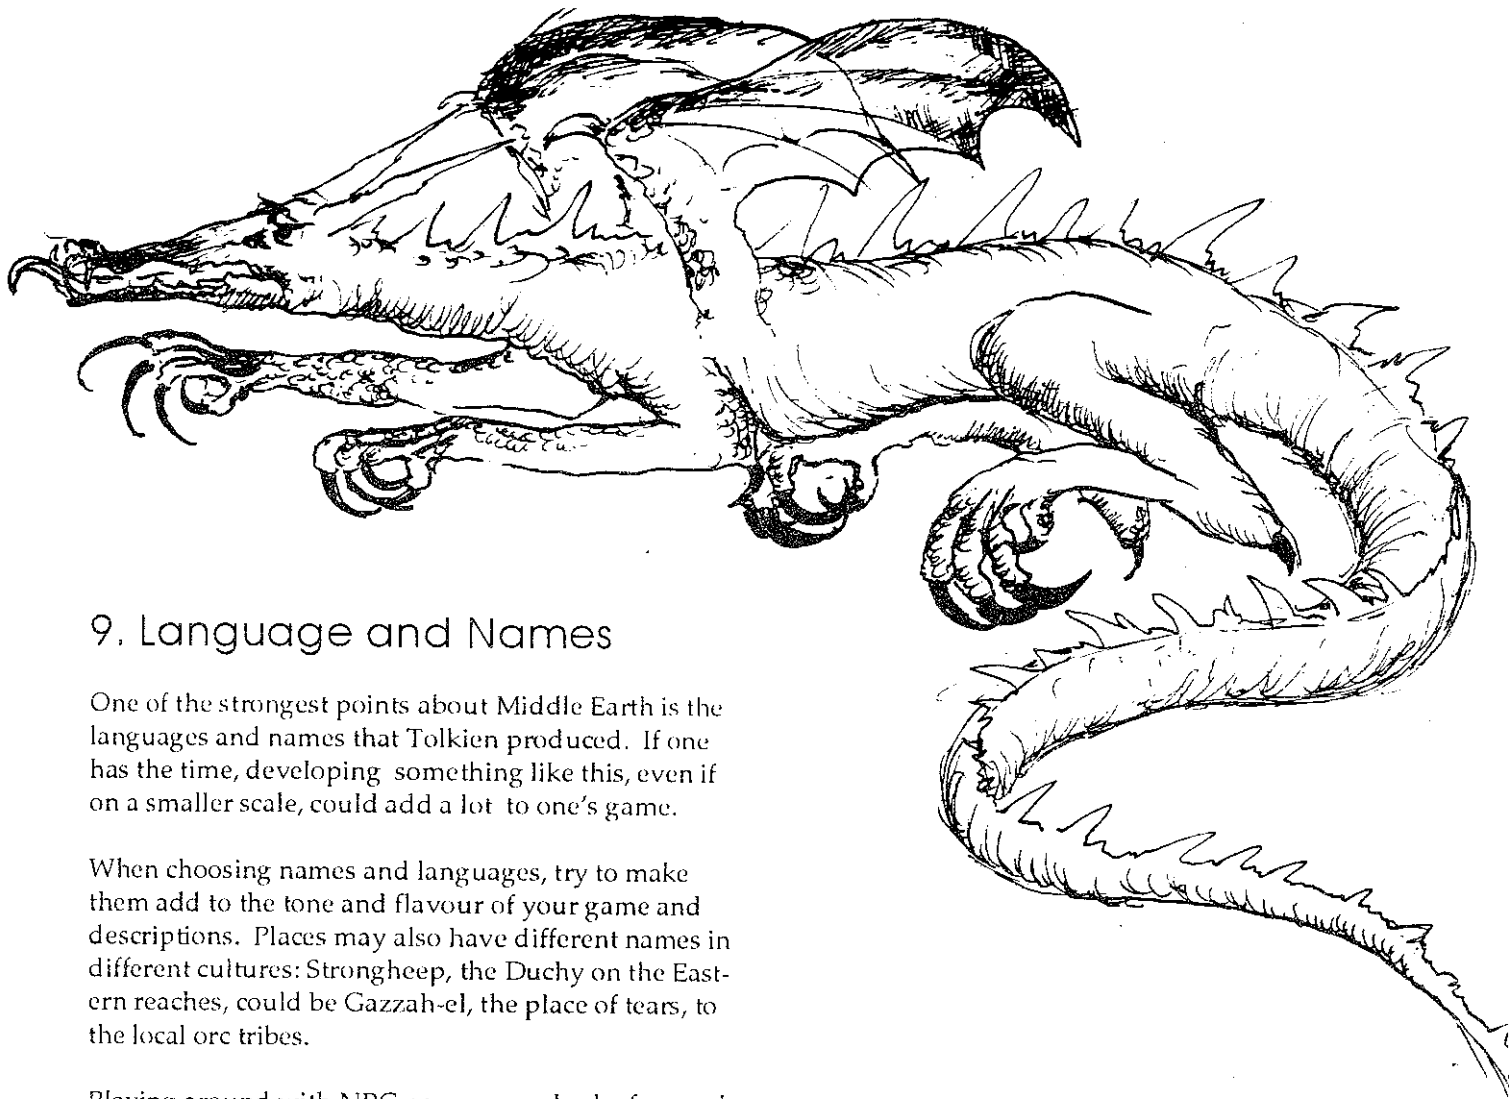 9. Language and Names
One of the strongest points about Middle Earth is the
languages and names that Tolkien produced. If one
has the time, developing something like this, even if
on a smaller scale, could add a lot to one's game.
When choosing names and languages, try to make
them add to the tone and flavour of your game and
descriptions. Places may also have different names in
different cultures: Strongheep, the Duchy on the East-
ern reaches, could be Gazzah-el, the place of tears, to
the local orc tribes.
Playing around with NPC